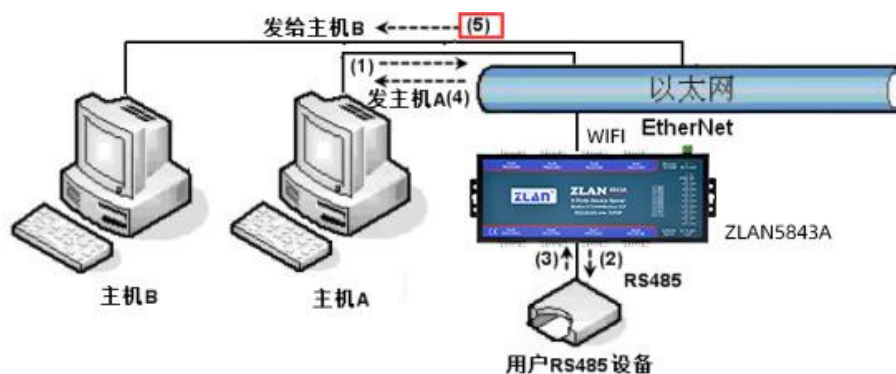 发给主机B
(5)
(1)
发主机A(4)
以太网
EtherNet
WIFI
ZLAN
ZLAN
ZLAN5843A
(3)
(2)
RS485
主机B
主机A
用户RS485设备